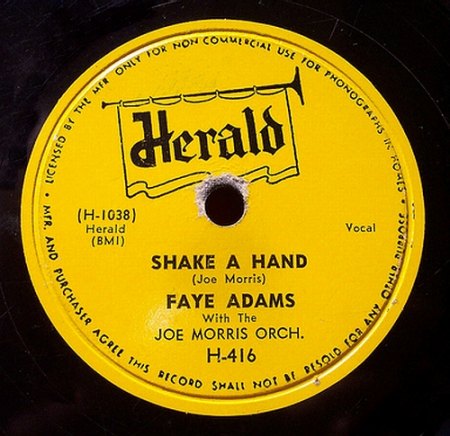 • LICENSED BY THE MFR ONLY FOR NON COMMERCIAL USE FOR PHONOGRAPHS IN HOMES •
Herald
(H-1038)
Herald
(BMI)
Vocal
SHAKE A HAND
(Joe Morris)
FAYE ADAMS
With The
JOE MORRIS ORCH.
H-416
MFR. AND PURCHASER AGREE THIS RECORD SHALL NOT BE RESOLD FOR ANY OTHER PURPOSE •